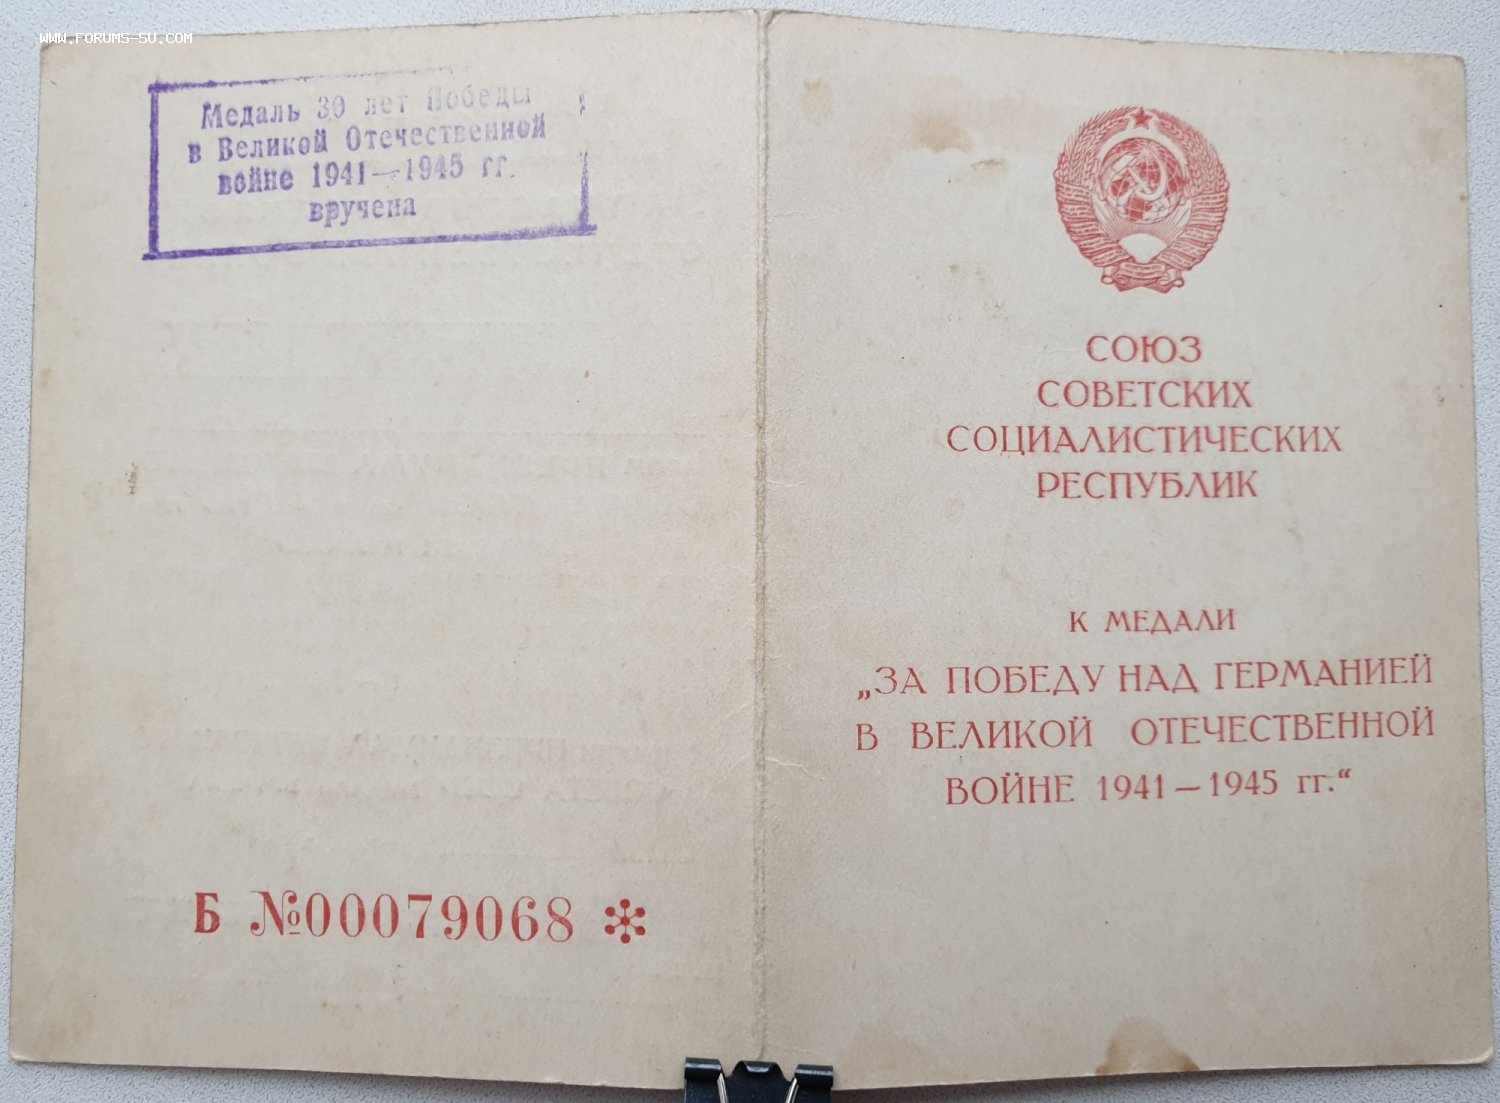 WWW.FORUMS-SU.COM
Медаль 30 лет Победы
в Великой Отечественной
войне 1941—1945 гг.
вручена
Б №00079068
СОЮЗ
СОВЕТСКИХ
СОЦИАЛИСТИЧЕСКИХ
РЕСПУБЛИК
К МЕДАЛИ
„ЗА ПОБЕДУ НАД ГЕРМАНИЕЙ
В ВЕЛИКОЙ ОТЕЧЕСТВЕННОЙ
ВОЙНЕ 1941—1945 гг.“